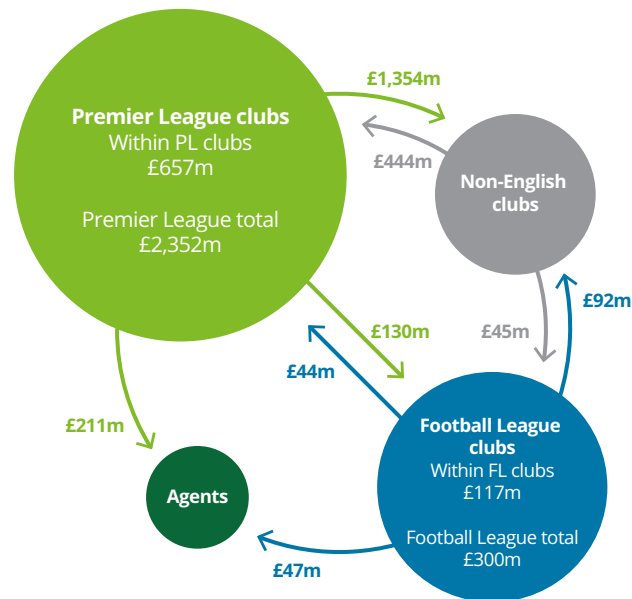 £1,354m
Premier League clubs
Within PL clubs
£657m
£444m
Non-English
clubs
Premier League total
£2,352m
£92m
£130m
£45m
£44m
£211m
Football League
clubs
Within FL clubs
£117m
Agents
Football League total
£300m
£47m